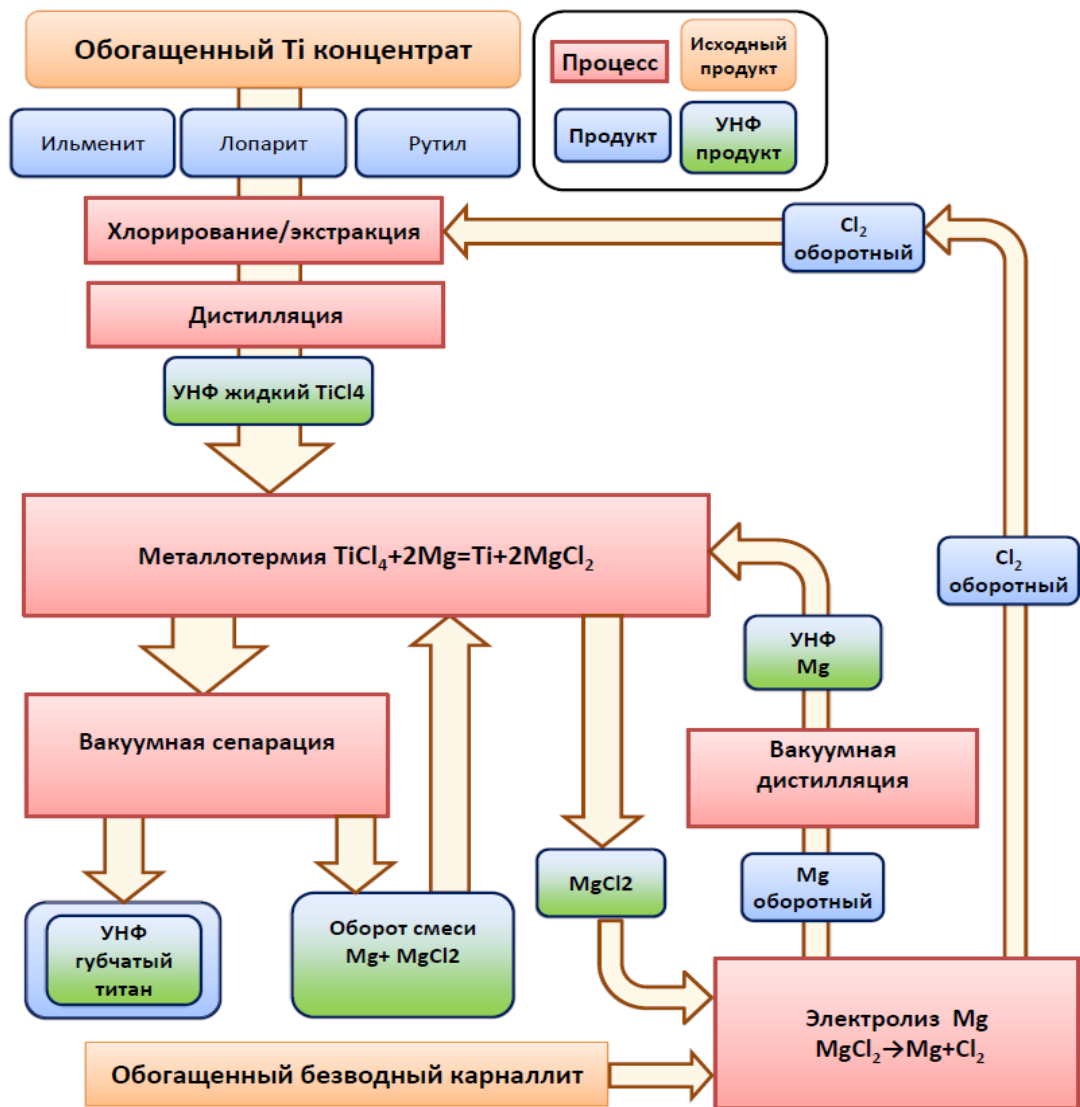 Обогащенный Ti концентрат
Процесс
Исходный
продукт
Продукт
УНФ
продукт
Ильменит
Лопарит
Рутил
Хлорирование/экстракция
Cl₂
оборотный
Дистилляция
УНФ жидкий TiCl4
Металлотермия TiCl₄+2Mg=Ti+2MgCl₂
Cl₂
оборотный
УНФ
Mg
Вакуумная сепарация
Вакуумная
дистилляция
MgCl2
Mg
оборотный
УНФ
губчатый
титан
Оборот смеси
Mg+ MgCl2
Электролиз Mg
MgCl₂→Mg+Cl₂
Обогащенный безводный карналлит